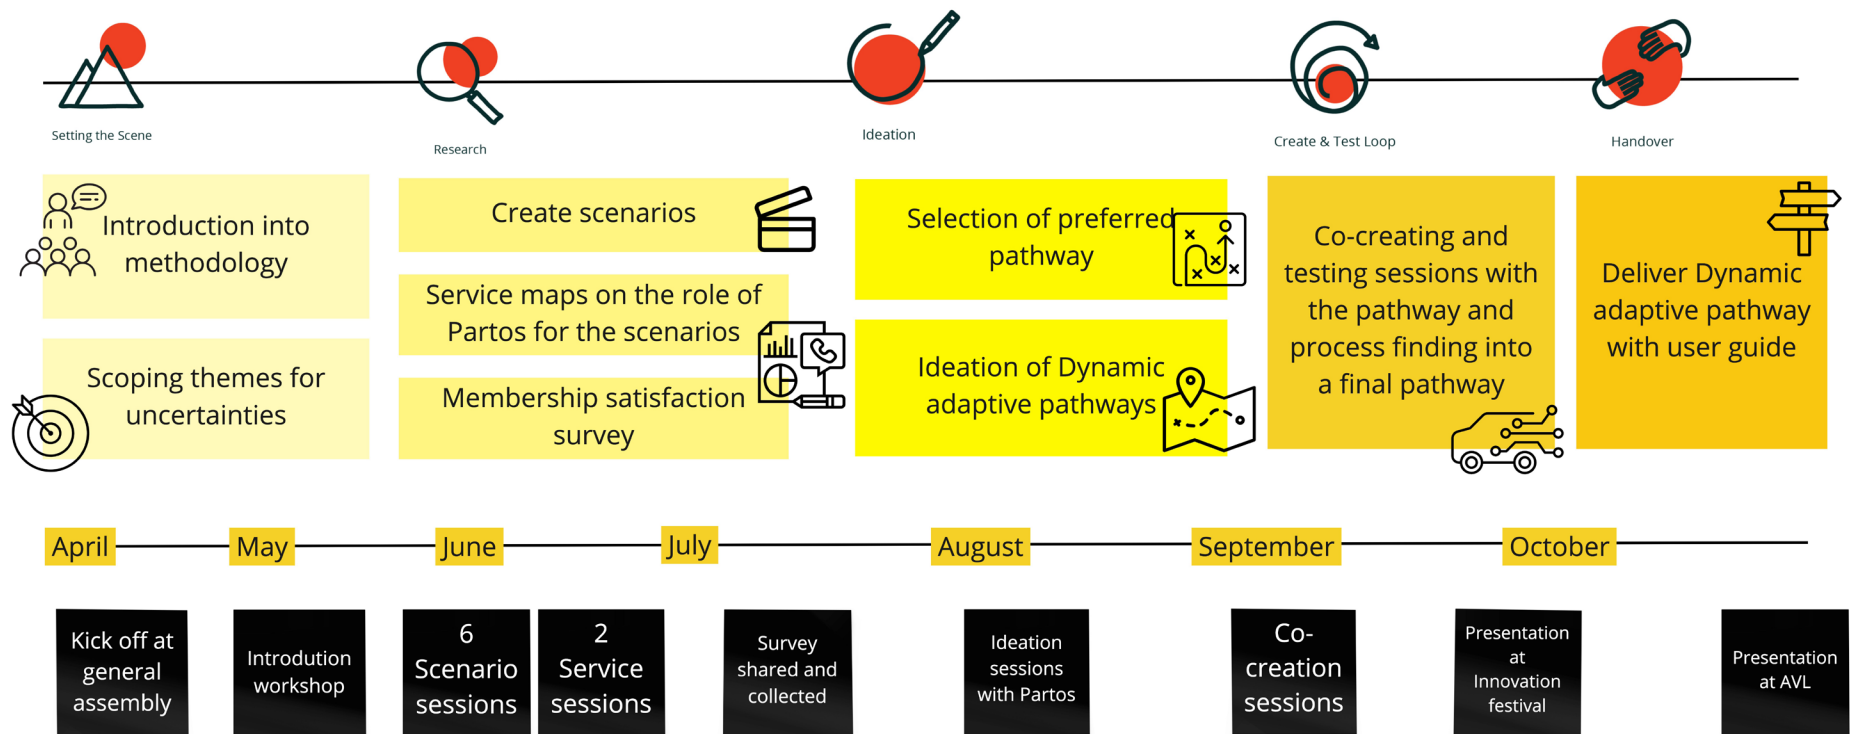 Setting the Scene
Research
Ideation
Create & Test Loop
Handover
Introduction into
methodology
Scoping themes for
uncertainties
Create scenarios
Service maps on the role of
Partos for the scenarios
Membership satisfaction
survey
Selection of preferred
pathway
Ideation of Dynamic
adaptive pathways
Co-creating and
testing sessions with
the pathway and
process finding into
a final pathway
Deliver Dynamic
adaptive pathway
with user guide
April
May
June
July
August
September
October
Kick off at
general
assembly
Introdution
workshop
6
Scenario
sessions
2
Service
sessions
Survey
shared and
collected
Ideation
sessions
with Partos
Co-
creation
sessions
Presentation
at
Innovation
festival
Presentation
at AVL